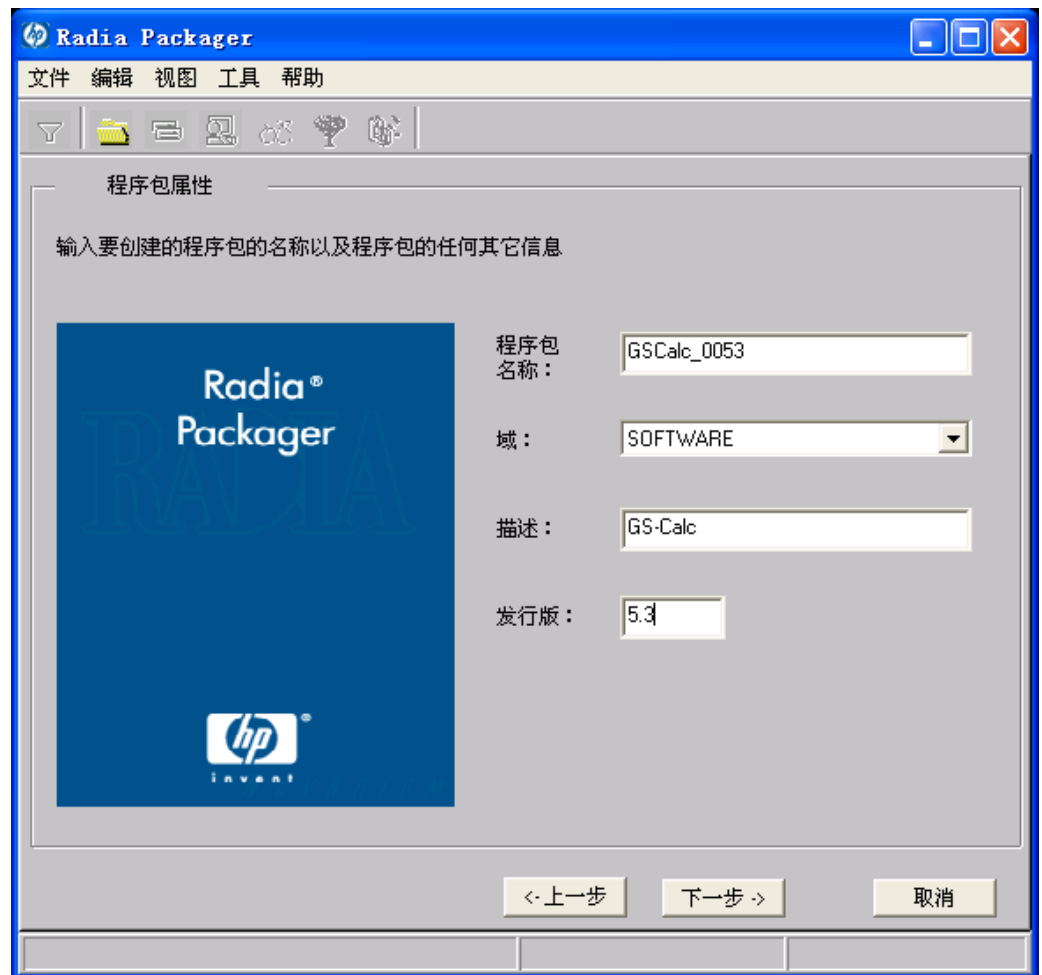 Radia Packager
文件 编辑 视图 工具 帮助
程序包属性
输入要创建的程序包的名称以及程序包的任何其它信息
Radia®
Packager
RADIA
hp®
invent
程序包
名称：
GSCalc_0053
域：
SOFTWARE
描述：
GS-Calc
发行版：
5.3
<-上一步
下一步->
取消